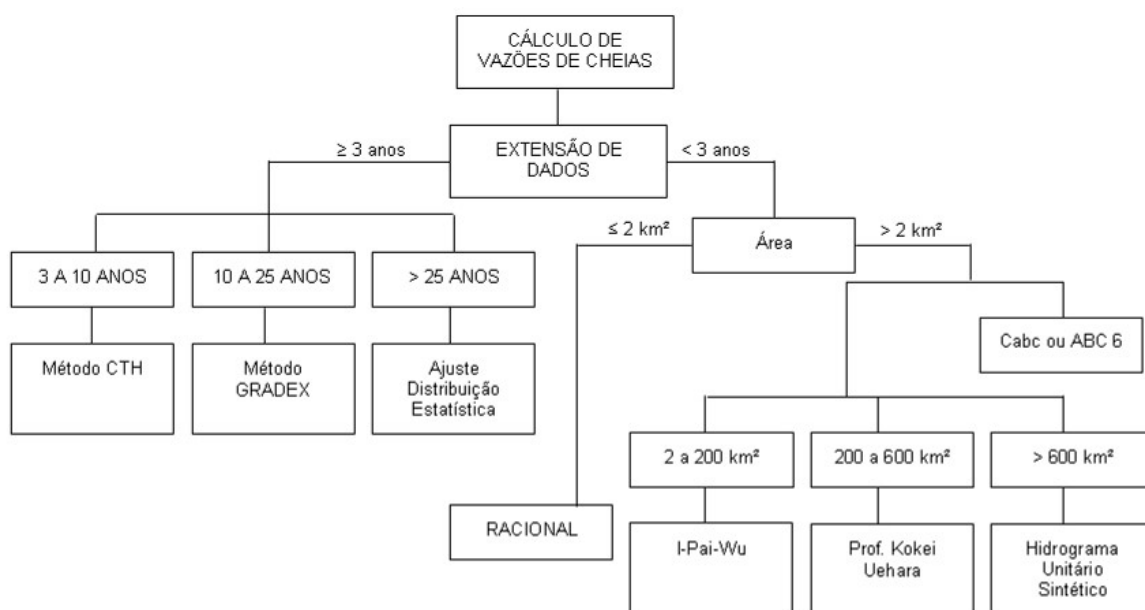 CÁLCULO DE
VAZÕES DE CHEIAS
≥ 3 anos
EXTENSÃO DE
DADOS
< 3 anos
≤ 2 km²
Área
> 2 km²
3 A 10 ANOS
10 A 25 ANOS
> 25 ANOS
Cabc ou ABC 6
Método CTH
Método
GRADEX
Ajuste
Distribuição
Estatística
2 a 200 km²
200 a 600 km²
> 600 km²
RACIONAL
I-Pai-Wu
Prof. Kokei
Uehara
Hidrograma
Unitário
Sintético